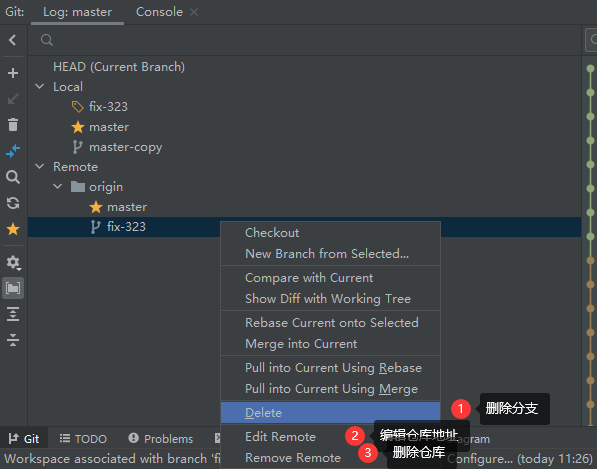 Git:
Log: master
Console
HEAD (Current Branch)
Local
fix-323
master
master-copy
Remote
origin
master
fix-323
Checkout
New Branch from Selected...
Compare with Current
Show Diff with Working Tree
Rebase Current onto Selected
Merge into Current
Pull into Current Using Rebase
Pull into Current Using Merge
Delete
1 删除分支
Edit Remote
2 编辑仓库地址
Remove Remote
3 删除仓库
Git
TODO
Problems
Workspace associated with branch 'fi
Configure... (today 11:26)